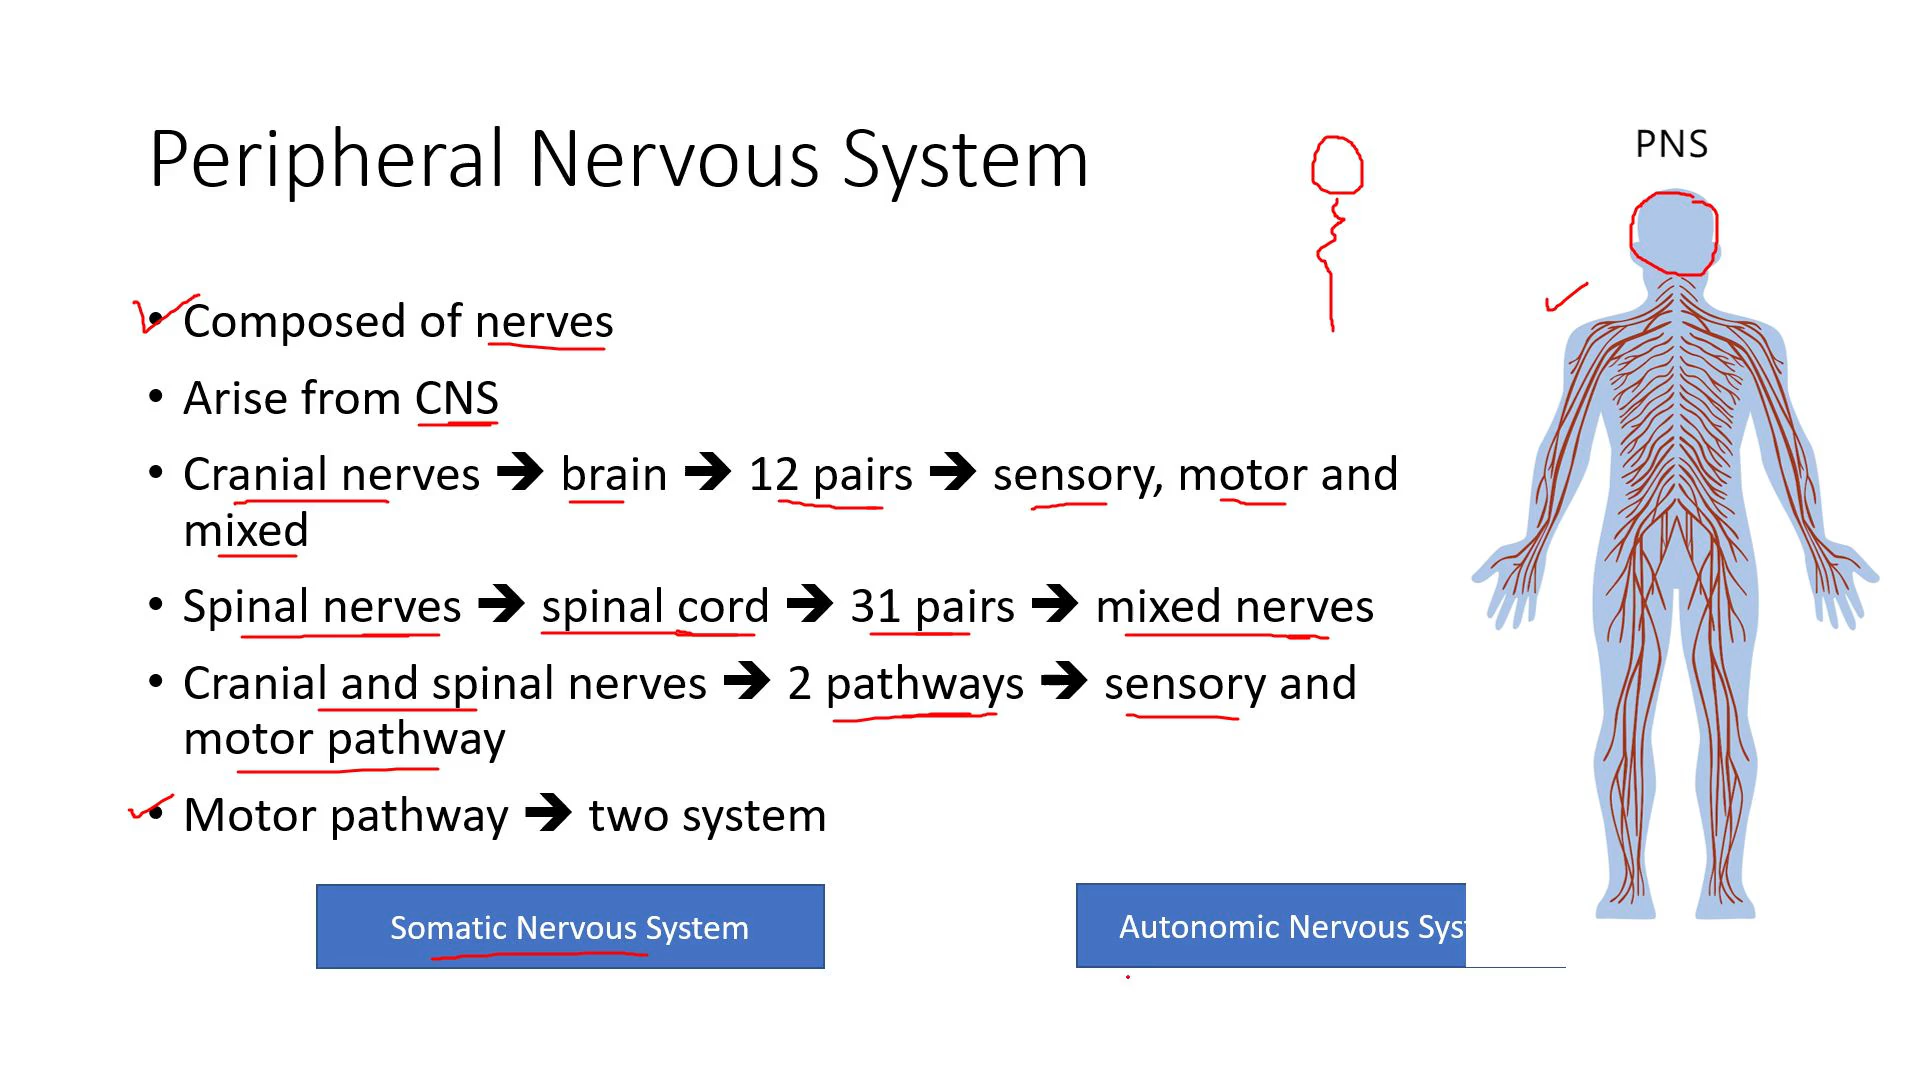 Peripheral Nervous System
PNS
• Composed of nerves
• Arise from CNS
• Cranial nerves → brain → 12 pairs → sensory, motor and
mixed
• Spinal nerves → spinal cord → 31 pairs → mixed nerves
• Cranial and spinal nerves → 2 pathways → sensory and
motor pathway
• Motor pathway → two system
Somatic Nervous System
Autonomic Nervous Syst